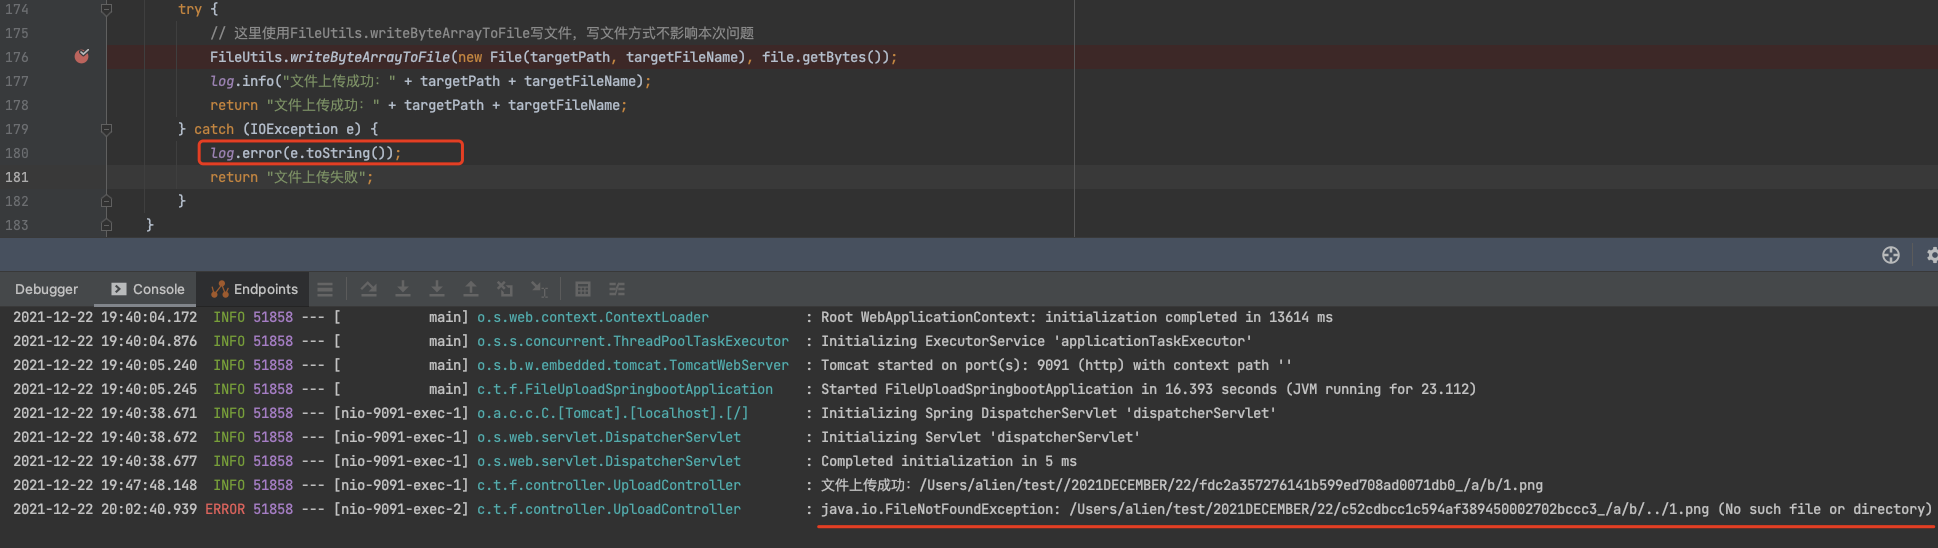 174 try {
175 // 这里使用FileUtils.writeByteArrayToFile写文件, 写文件方式不影响本次问题
176 FileUtils.writeByteArrayToFile(new File(targetPath, targetFileName), file.getBytes());
177 log.info("文件上传成功: " + targetPath + targetFileName);
178 return "文件上传成功: " + targetPath + targetFileName;
179 } catch (IOException e) {
180 log.error(e.toString());
181 return "文件上传失败";
182 }
183 }
Debugger Console Endpoints
2021-12-22 19:40:04.172 INFO 51858 --- [ main] o.s.web.context.ContextLoader : Root WebApplicationContext: initialization completed in 13614 ms
2021-12-22 19:40:04.876 INFO 51858 --- [ main] o.s.s.concurrent.ThreadPoolTaskExecutor : Initializing ExecutorService 'applicationTaskExecutor'
2021-12-22 19:40:05.240 INFO 51858 --- [ main] o.s.b.w.embedded.tomcat.TomcatWebServer : Tomcat started on port(s): 9091 (http) with context path ''
2021-12-22 19:40:05.245 INFO 51858 --- [ main] c.t.f.FileUploadSpringbootApplication : Started FileUploadSpringbootApplication in 16.393 seconds (JVM running for 23.112)
2021-12-22 19:40:38.671 INFO 51858 --- [nio-9091-exec-1] o.a.c.c.C.[Tomcat].[localhost].[/] : Initializing Spring DispatcherServlet 'dispatcherServlet'
2021-12-22 19:40:38.672 INFO 51858 --- [nio-9091-exec-1] o.s.web.servlet.DispatcherServlet : Initializing Servlet 'dispatcherServlet'
2021-12-22 19:40:38.677 INFO 51858 --- [nio-9091-exec-1] o.s.web.servlet.DispatcherServlet : Completed initialization in 5 ms
2021-12-22 19:47:48.148 INFO 51858 --- [nio-9091-exec-1] c.t.f.controller.UploadController : 文件上传成功: /Users/alien/test//2021DECEMBER/22/fdc2a357276141b599ed708ad0071db0_/a/b/1.png
2021-12-22 20:02:40.939 ERROR 51858 --- [nio-9091-exec-2] c.t.f.controller.UploadController : java.io.FileNotFoundException: /Users/alien/test/2021DECEMBER/22/c52cdbcc1c594af389450002702bccc3_/a/b/../1.png (No such file or directory)